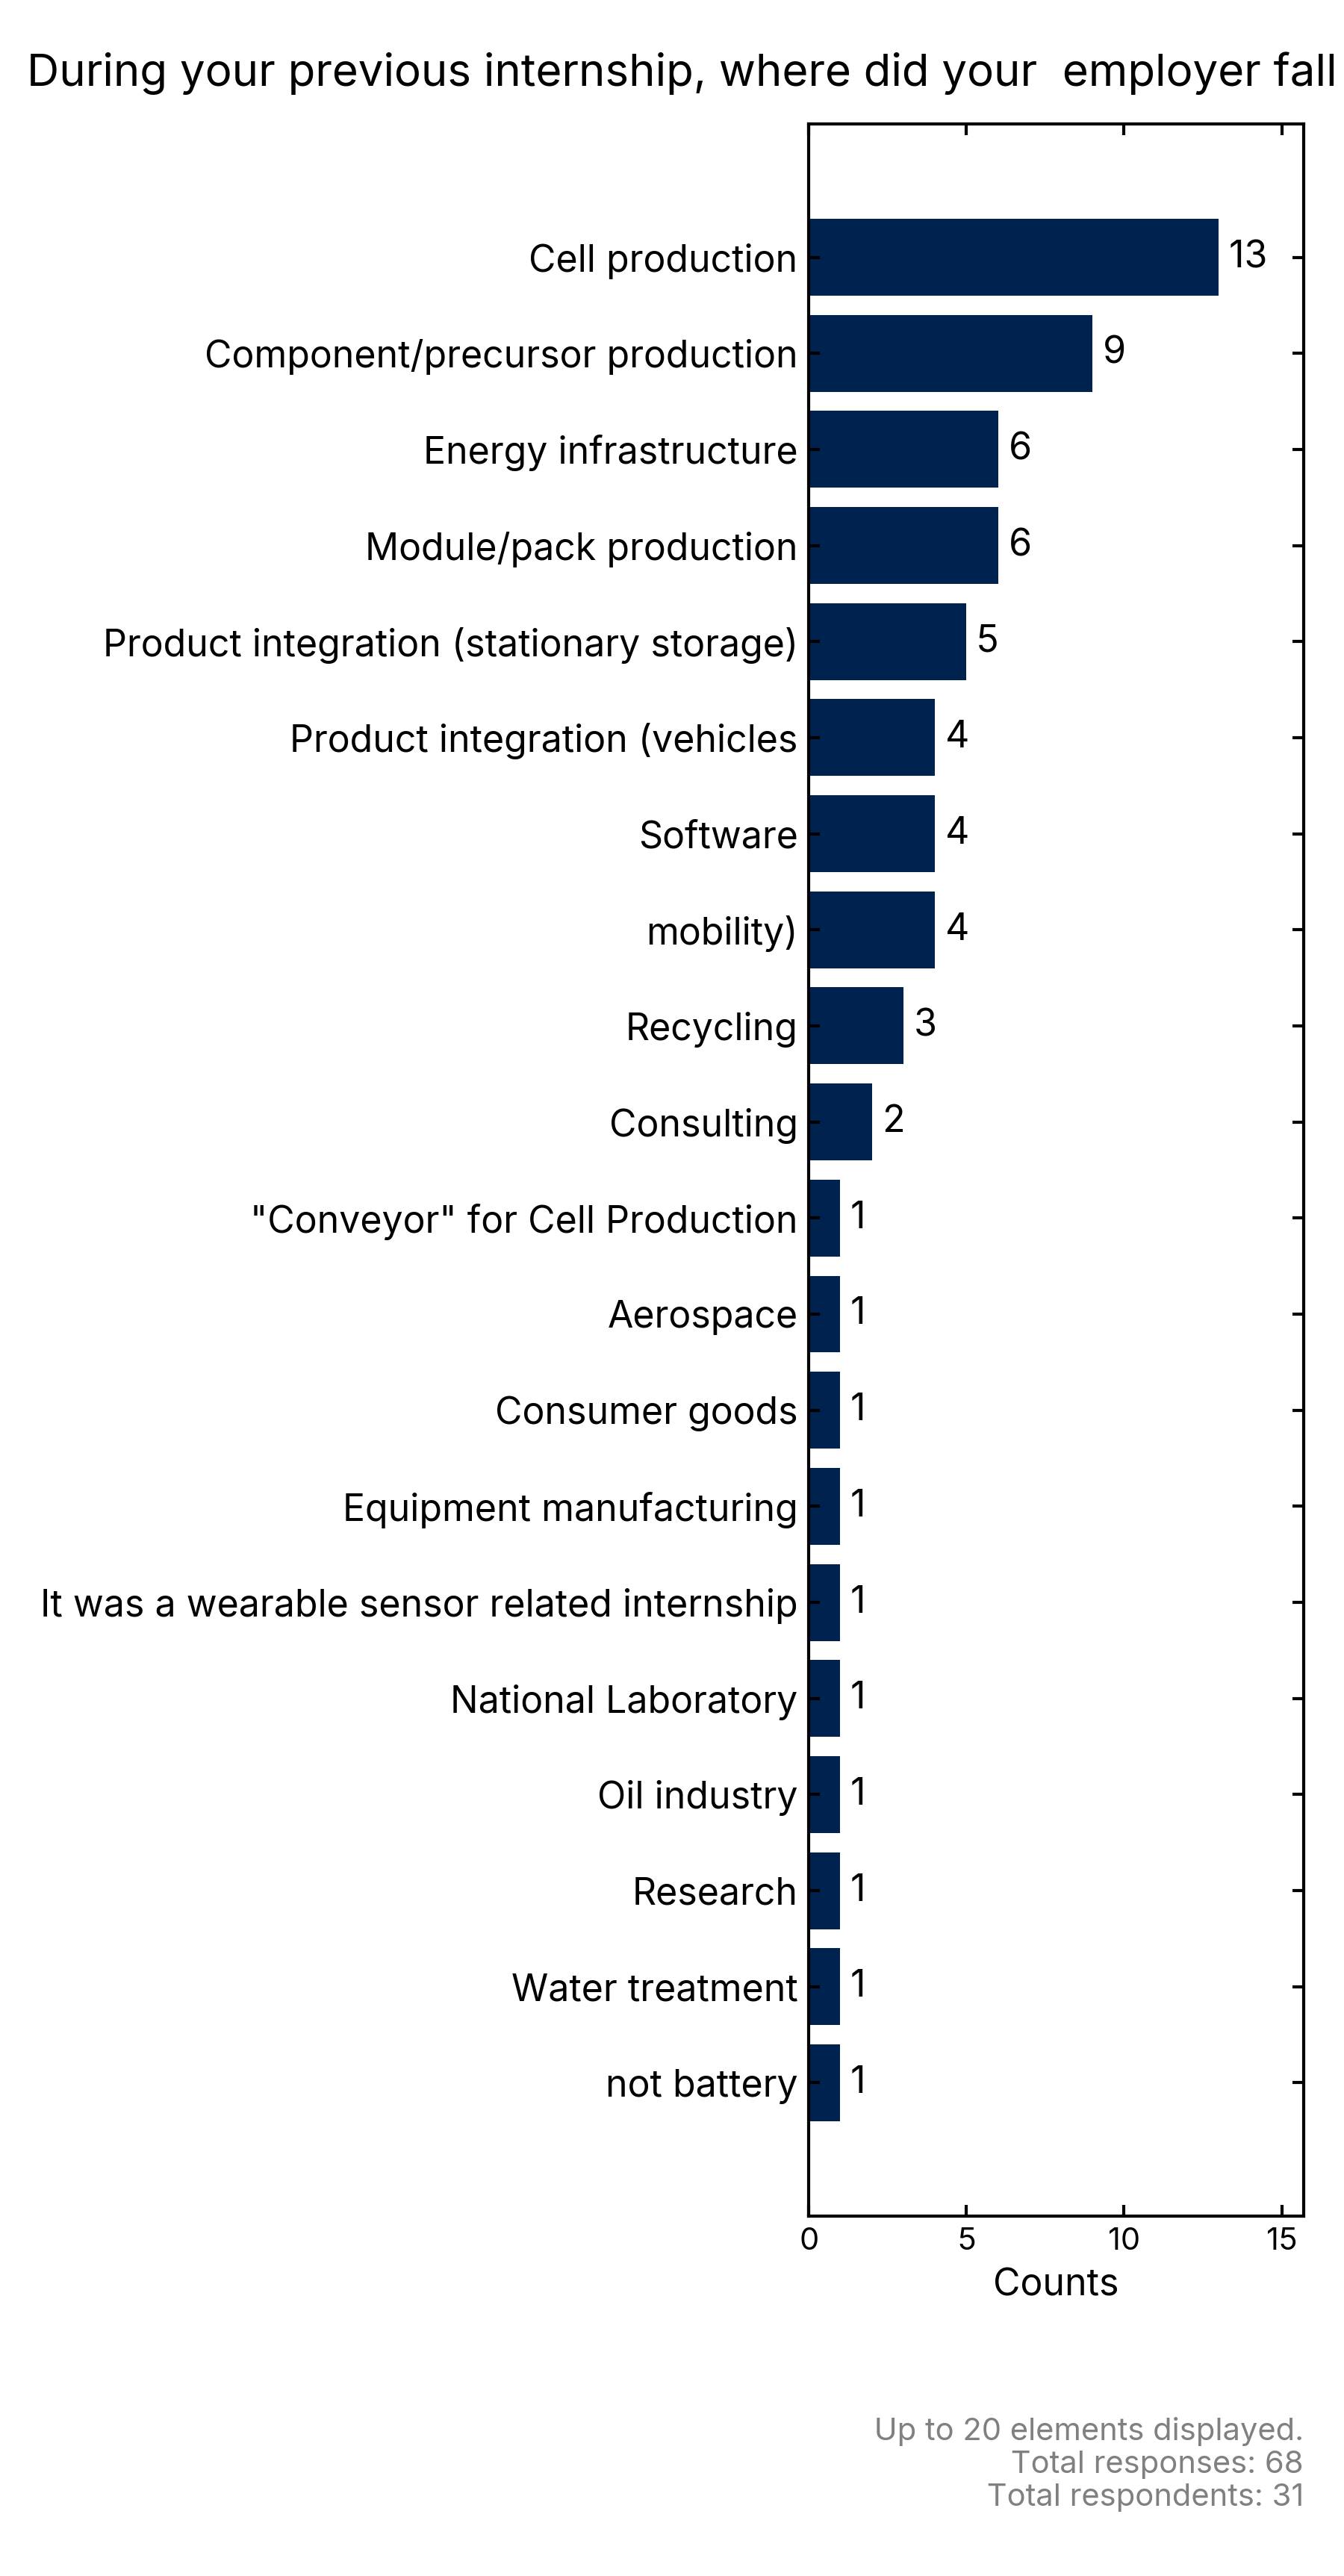 During your previous internship, where did your  employer fall
Cell production 13
Component/precursor production 9
Energy infrastructure 6
Module/pack production 6
Product integration (stationary storage) 5
Product integration (vehicles 4
Software 4
mobility) 4
Recycling 3
Consulting 2
"Conveyor" for Cell Production 1
Aerospace 1
Consumer goods 1
Equipment manufacturing 1
It was a wearable sensor related internship 1
National Laboratory 1
Oil industry 1
Research 1
Water treatment 1
not battery 1
0 5 10 15
Counts
Up to 20 elements displayed.
Total responses: 68
Total respondents: 31